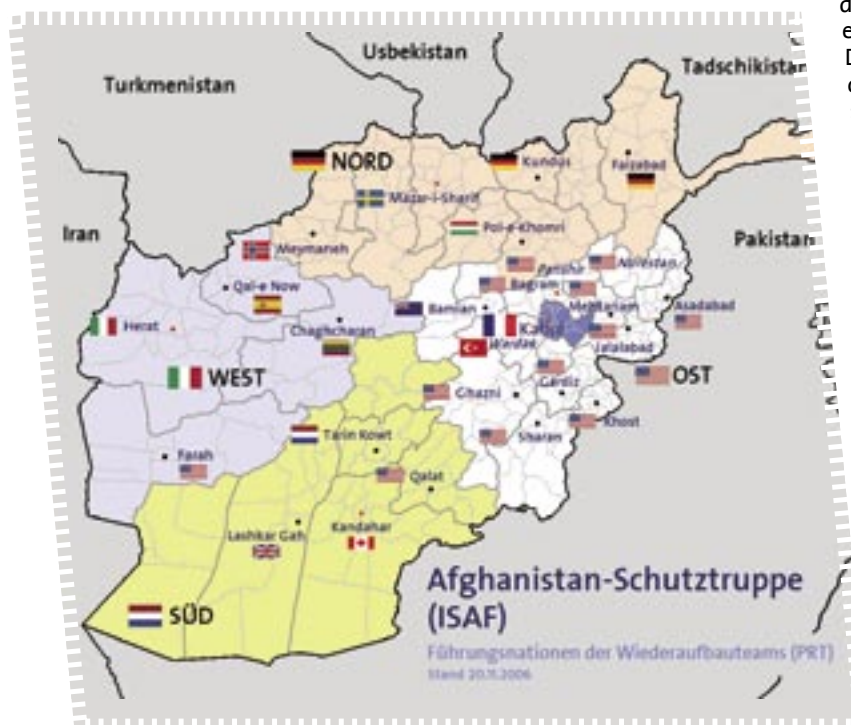 Usbekistan
Tadschikistan
Turkmenistan
NORD
Kundus
Faizabad
Mazar-i-Sharif
Iran
Pol-e-Khomri
Pakistan
Meymaneh
Panshir
Nuristan
Qal-e Now
Bagram
Bamian
Mehtarlam
Asadabad
Herat
Chaghcharan
Kabul
Wardak
Jalalabad
WEST
OST
Ghazni
Gardiz
Khost
Tarin Kowt
Sharan
Farah
Qalat
Lashkar Gah
Kandahar
Afghanistan-Schutztruppe
(ISAF)
SÜD
Führungsnationen der Wiederaufbauteams (PRT)
Stand 20.11.2006